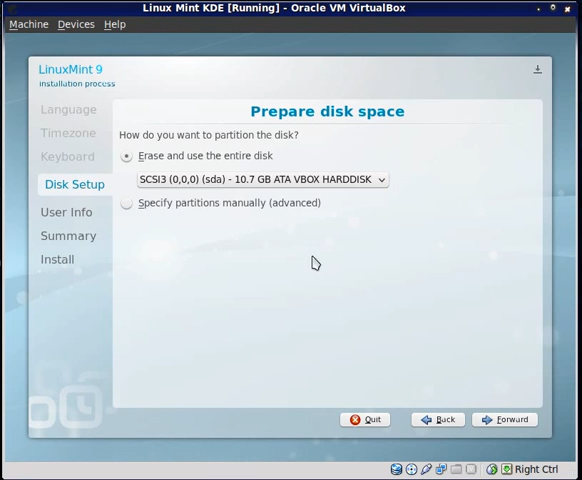 Linux Mint KDE [Running] - Oracle VM VirtualBox
Machine Devices Help
LinuxMint 9
installation process
Language
Timezone
Keyboard
Disk Setup
User Info
Summary
Install
Prepare disk space
How do you want to partition the disk?
Erase and use the entire disk
SCSI3 (0,0,0) (sda) - 10.7 GB ATA VBOX HARDDISK
Specify partitions manually (advanced)
Quit Back Forward
Right Ctrl